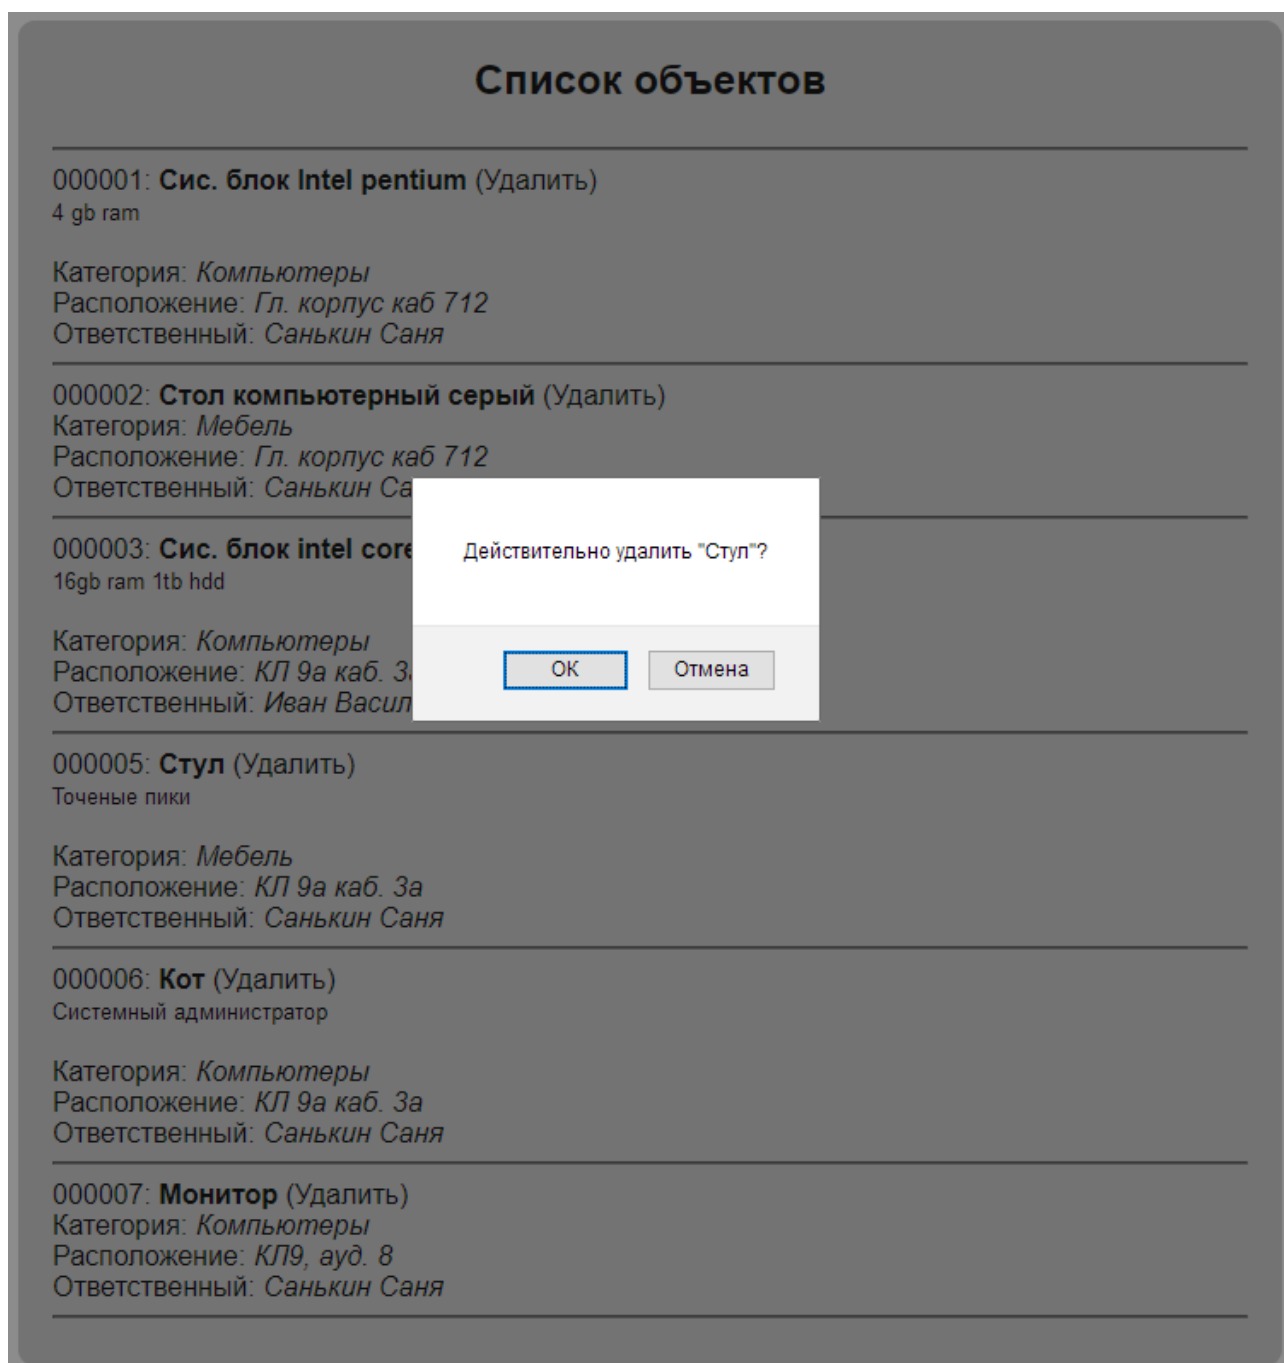 Список объектов
000001: Сис. блок Intel pentium (Удалить)
4 gb ram
Категория: Компьютеры
Расположение: Гл. корпус каб 712
Ответственный: Санькин Саня
000002: Стол компьютерный серый (Удалить)
Категория: Мебель
Расположение: Гл. корпус каб 712
Ответственный: Санькин Са
000003: Сис. блок intel core
16gb ram 1tb hdd
Категория: Компьютеры
Расположение: КЛ 9а каб. 3
Ответственный: Иван Васил
Действительно удалить "Стул"?
ОК Отмена
000005: Стул (Удалить)
Точеные пики
Категория: Мебель
Расположение: КЛ 9а каб. 3а
Ответственный: Санькин Саня
000006: Кот (Удалить)
Системный администратор
Категория: Компьютеры
Расположение: КЛ 9а каб. 3а
Ответственный: Санькин Саня
000007: Монитор (Удалить)
Категория: Компьютеры
Расположение: КЛ9, ауд. 8
Ответственный: Санькин Саня